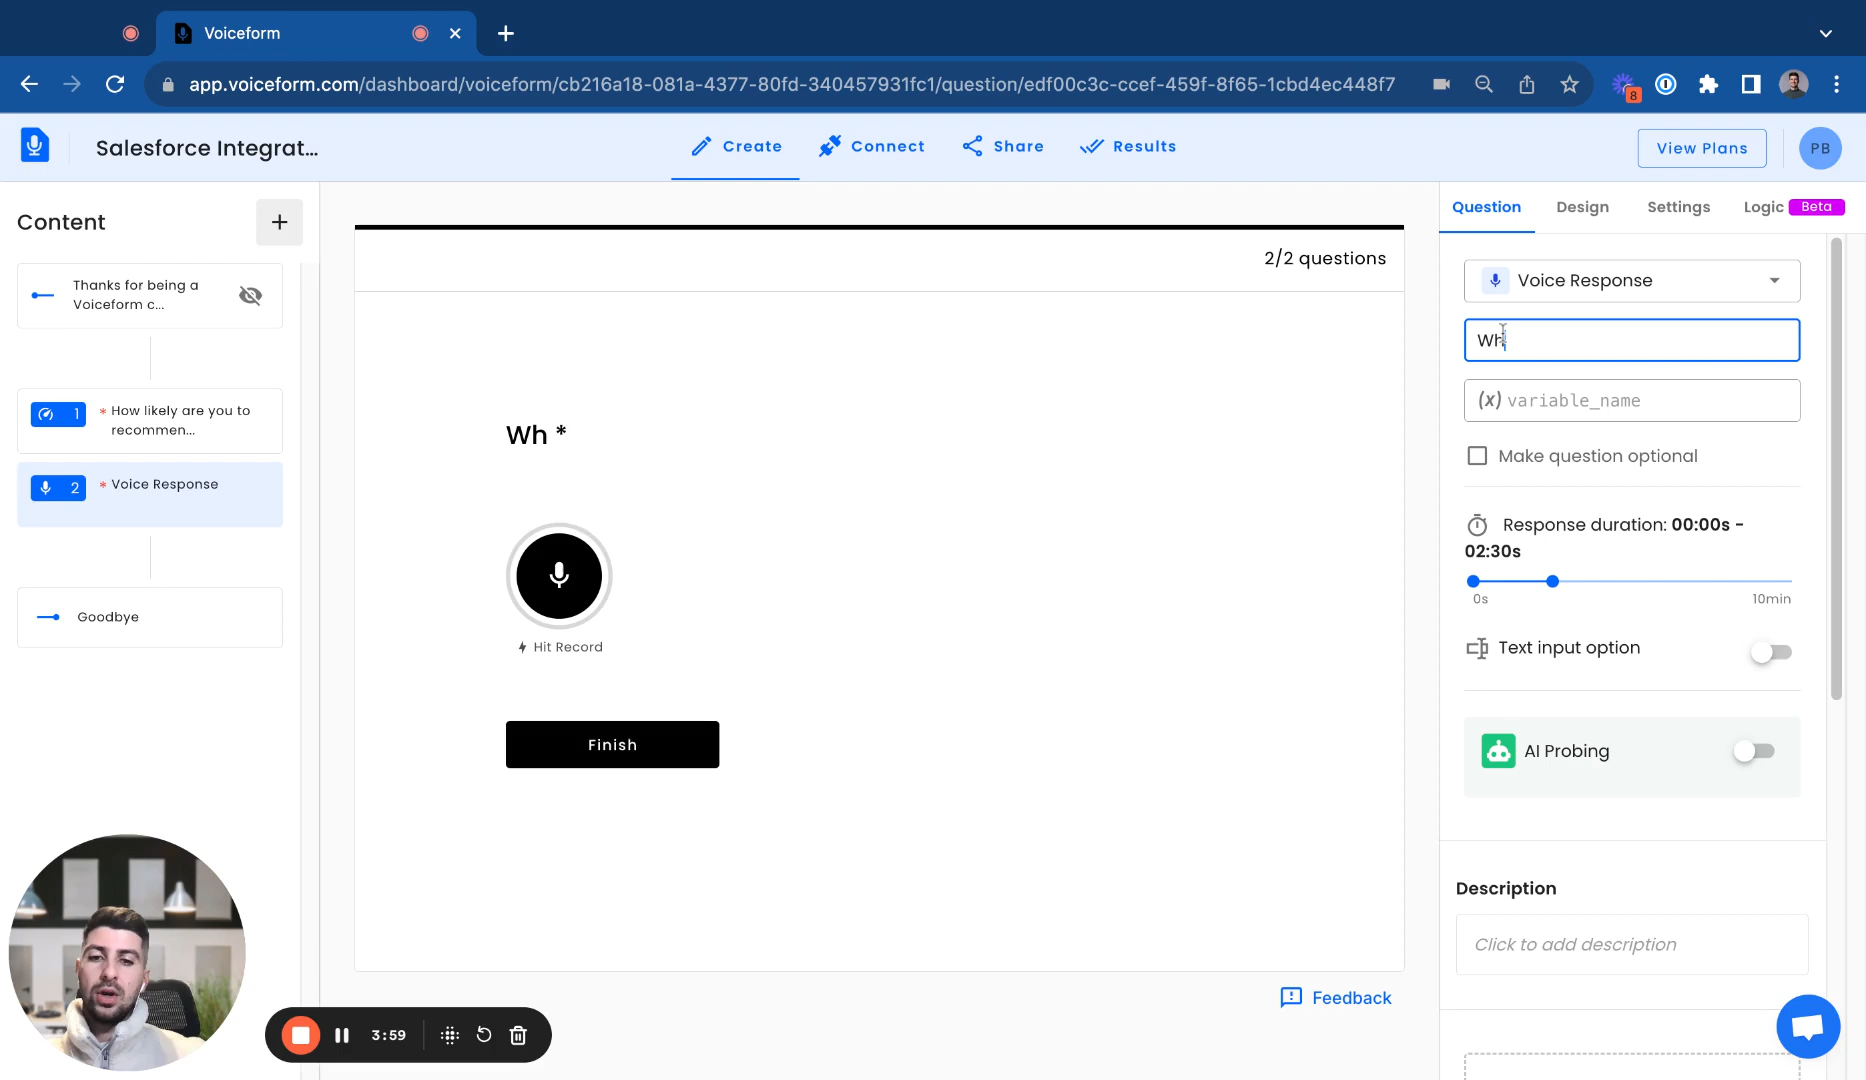 Voiceform
app.voiceform.com/dashboard/voiceform/cb216a18-081a-4377-80fd-340457931fc1/question/edf00c3c-ccef-459f-8f65-1cbd4ec448f7
8
Salesforce Integrat...
Create
Connect
Share
Results
View Plans
PB
Content
Thanks for being a
Voiceform c...
1
* How likely are you to
recommen...
2
* Voice Response
Goodbye
2/2 questions
Wh *
Hit Record
Finish
Feedback
3:59
Question
Design
Settings
Logic
Beta
Voice Response
Wh
(x) variable_name
Make question optional
Response duration: 00:00s -
02:30s
0s
10min
Text input option
AI Probing
Description
Click to add description